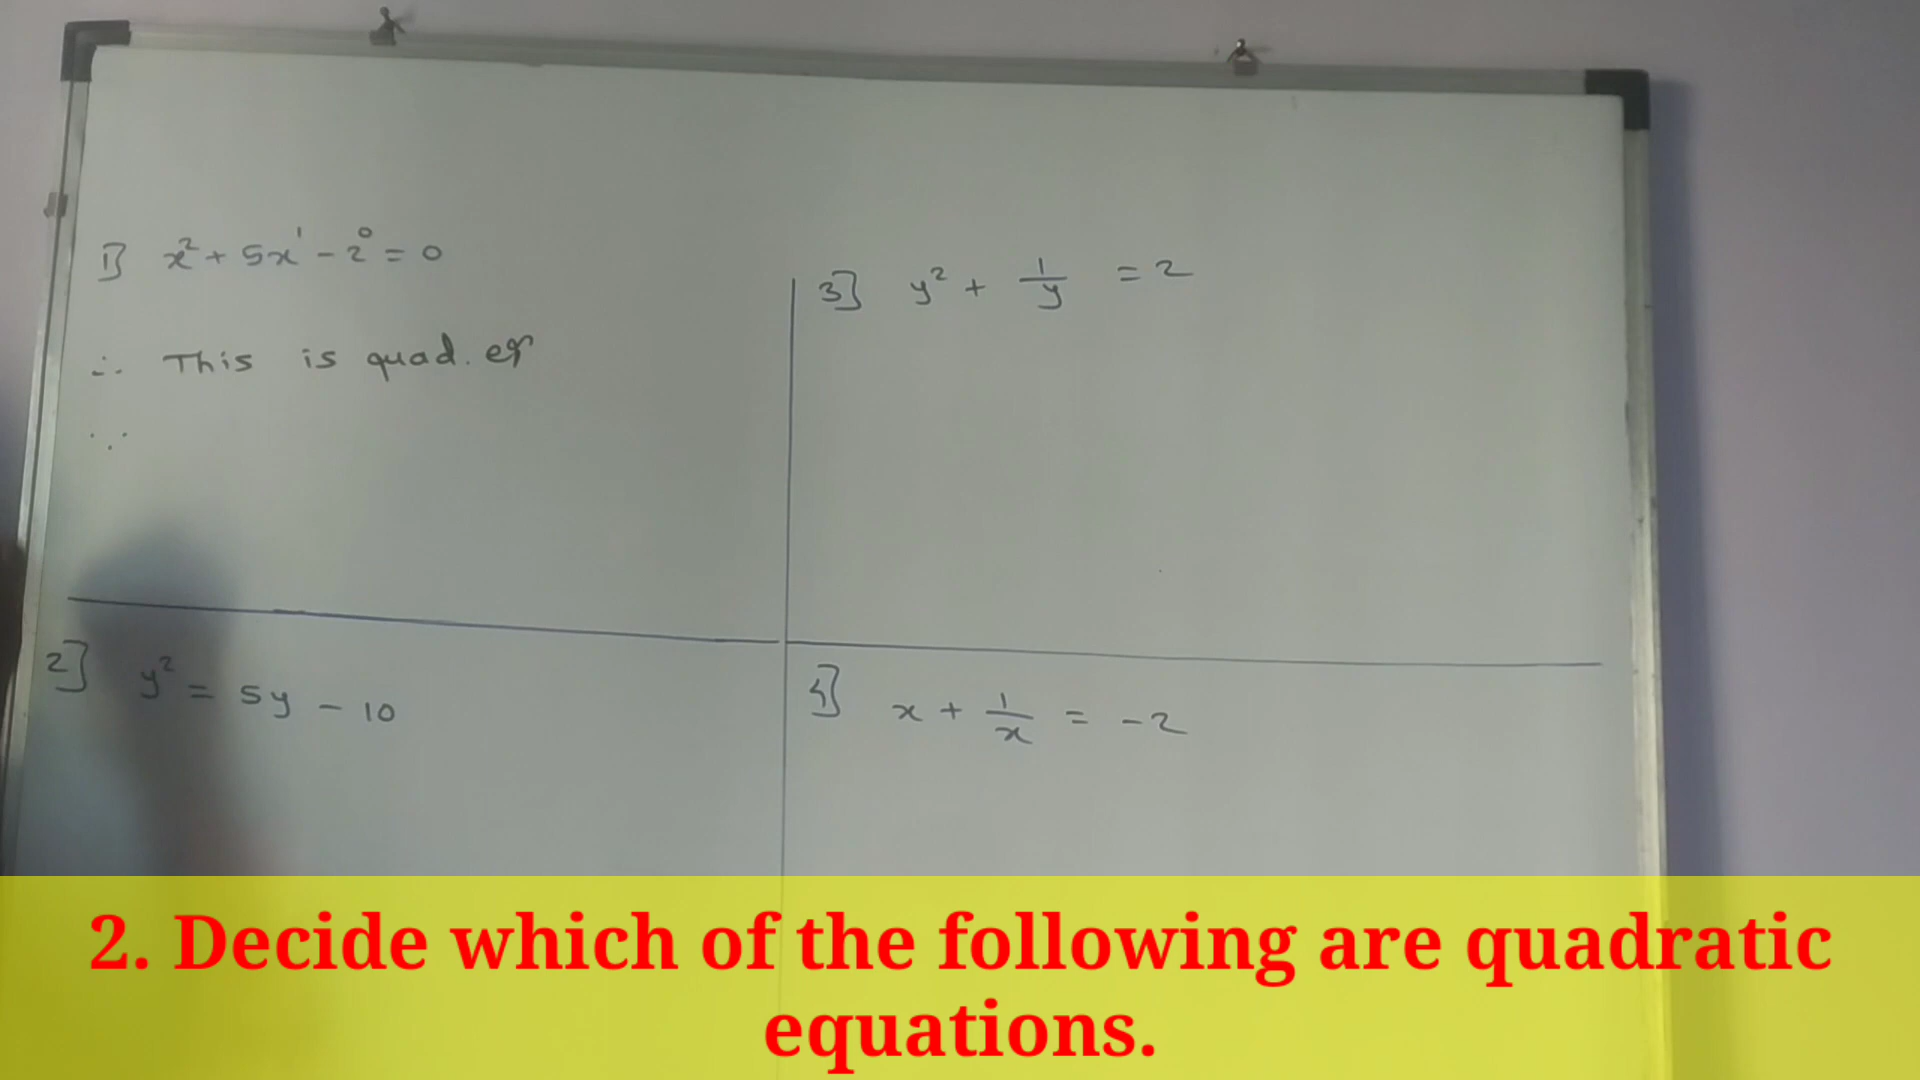 1] x² + 5x¹ - 2⁰ = 0
∴ This is quad. eqⁿ
∵
2] y² = 5y - 10
3] y² + 1/y = 2
4] x + 1/x = -2
2. Decide which of the following are quadratic
equations.